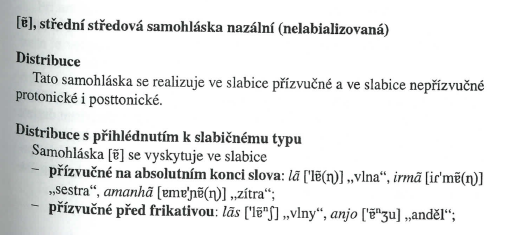 [ɐ̃], střední středová samohláska nazální (nelabializovaná)
Distribuce
Tato samohláska se realizuje ve slabice přízvučné a ve slabice nepřízvučné
protonické i posttonické.
Distribuce s přihlédnutím k slabičnému typu
Samohláska [ɐ̃] se vyskytuje ve slabice
– přízvučné na absolutním konci slova: lã ['lɐ̃(ŋ)] „vlna“, irmã [ir'mɐ̃(ŋ)]
„sestra“, amanhã [ɐmɐ'ɲɐ̃(ŋ)] „zítra“;
– přízvučné před frikativou: lãs ['lɐ̃ⁿʃ] „vlny“, anjo ['ɐ̃ⁿʒu] „anděl“;